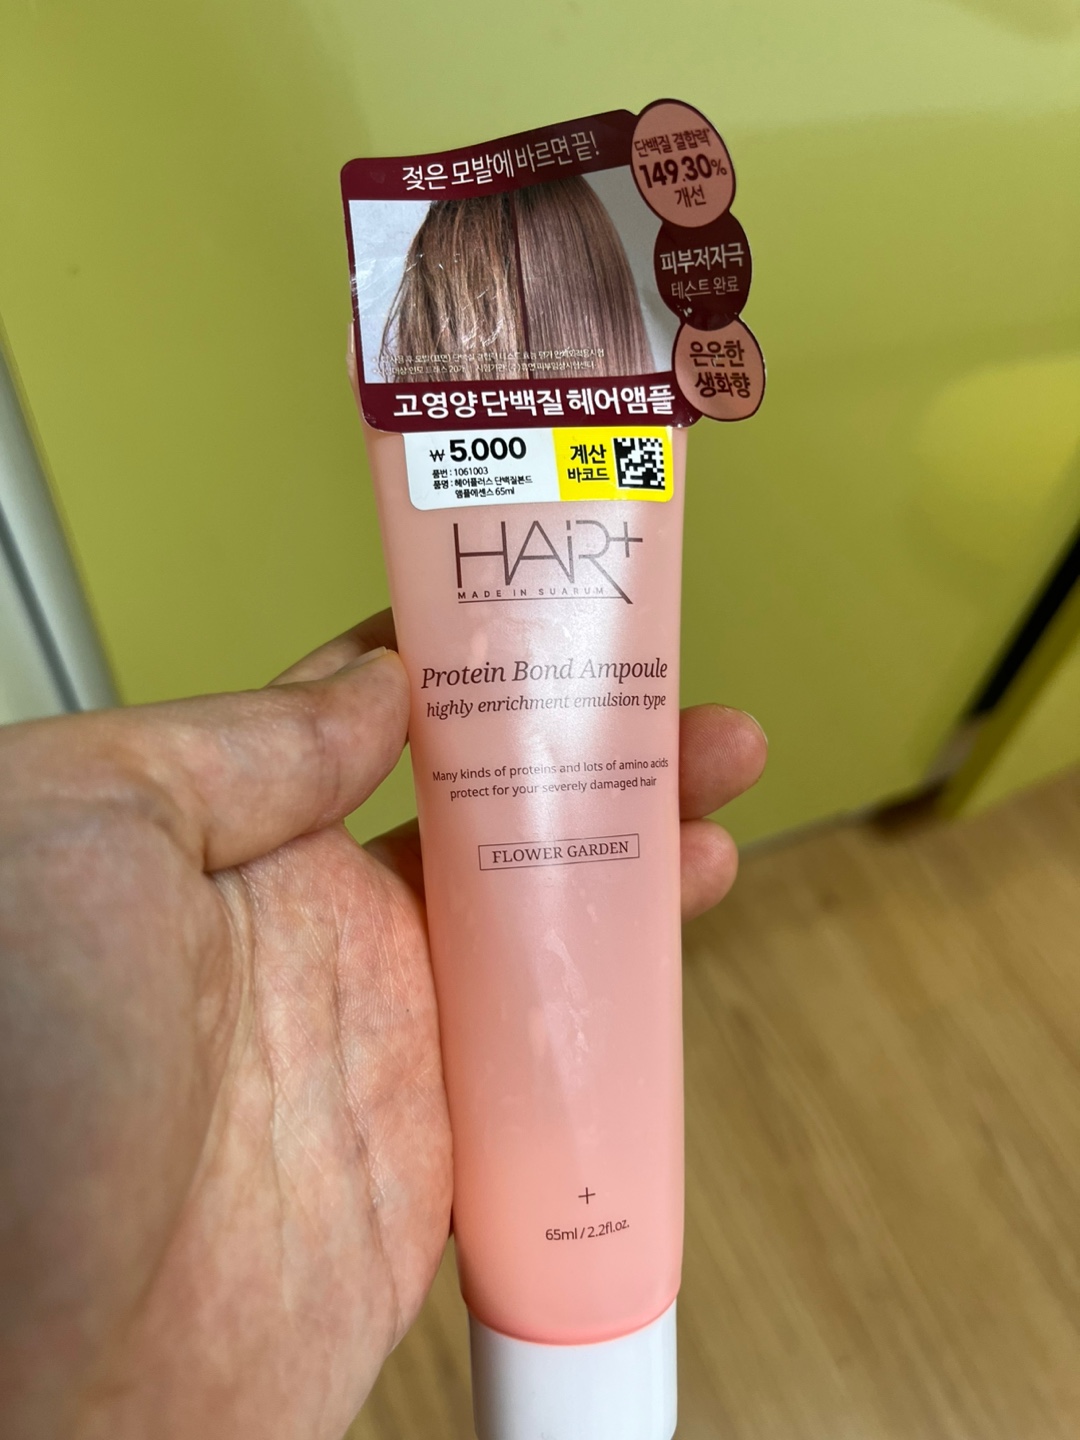 젖은 모발에 바르면 끝!
단백질 결합력*
149.30%
개선
피부저자극
테스트 완료
은은한
생화향
고영양 단백질 헤어앰플
₩ 5,000
품번 : 1061003
품명 : 헤어플러스 단백질본드
앰플에센스 65ml
계산
바코드
HAiR+
MADE IN SUARUM
Protein Bond Ampoule
highly enrichment emulsion type
Many kinds of proteins and lots of amino acids
protect for your severely damaged hair
FLOWER GARDEN
+
65ml / 2.2fl.oz.